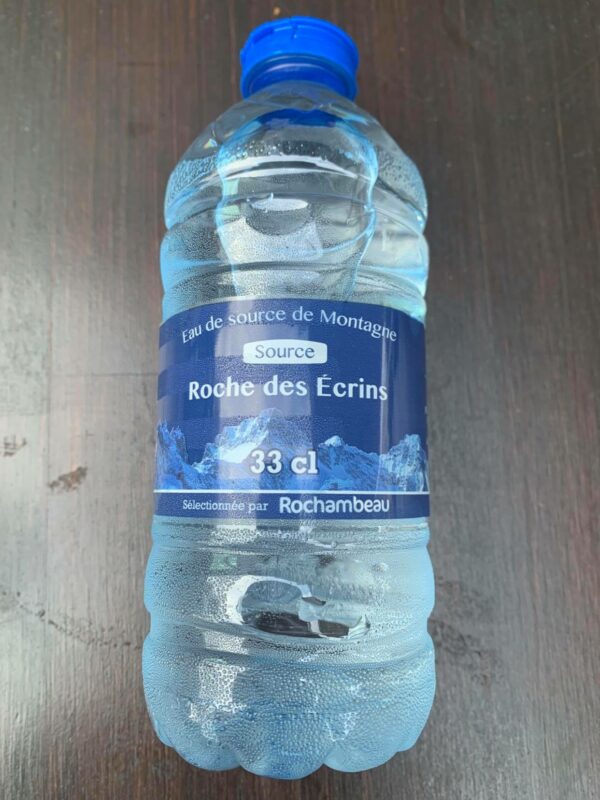 Eau de source de Montagne
Source
Roche des Écrins
33 cl
Sélectionnée par Rochambeau